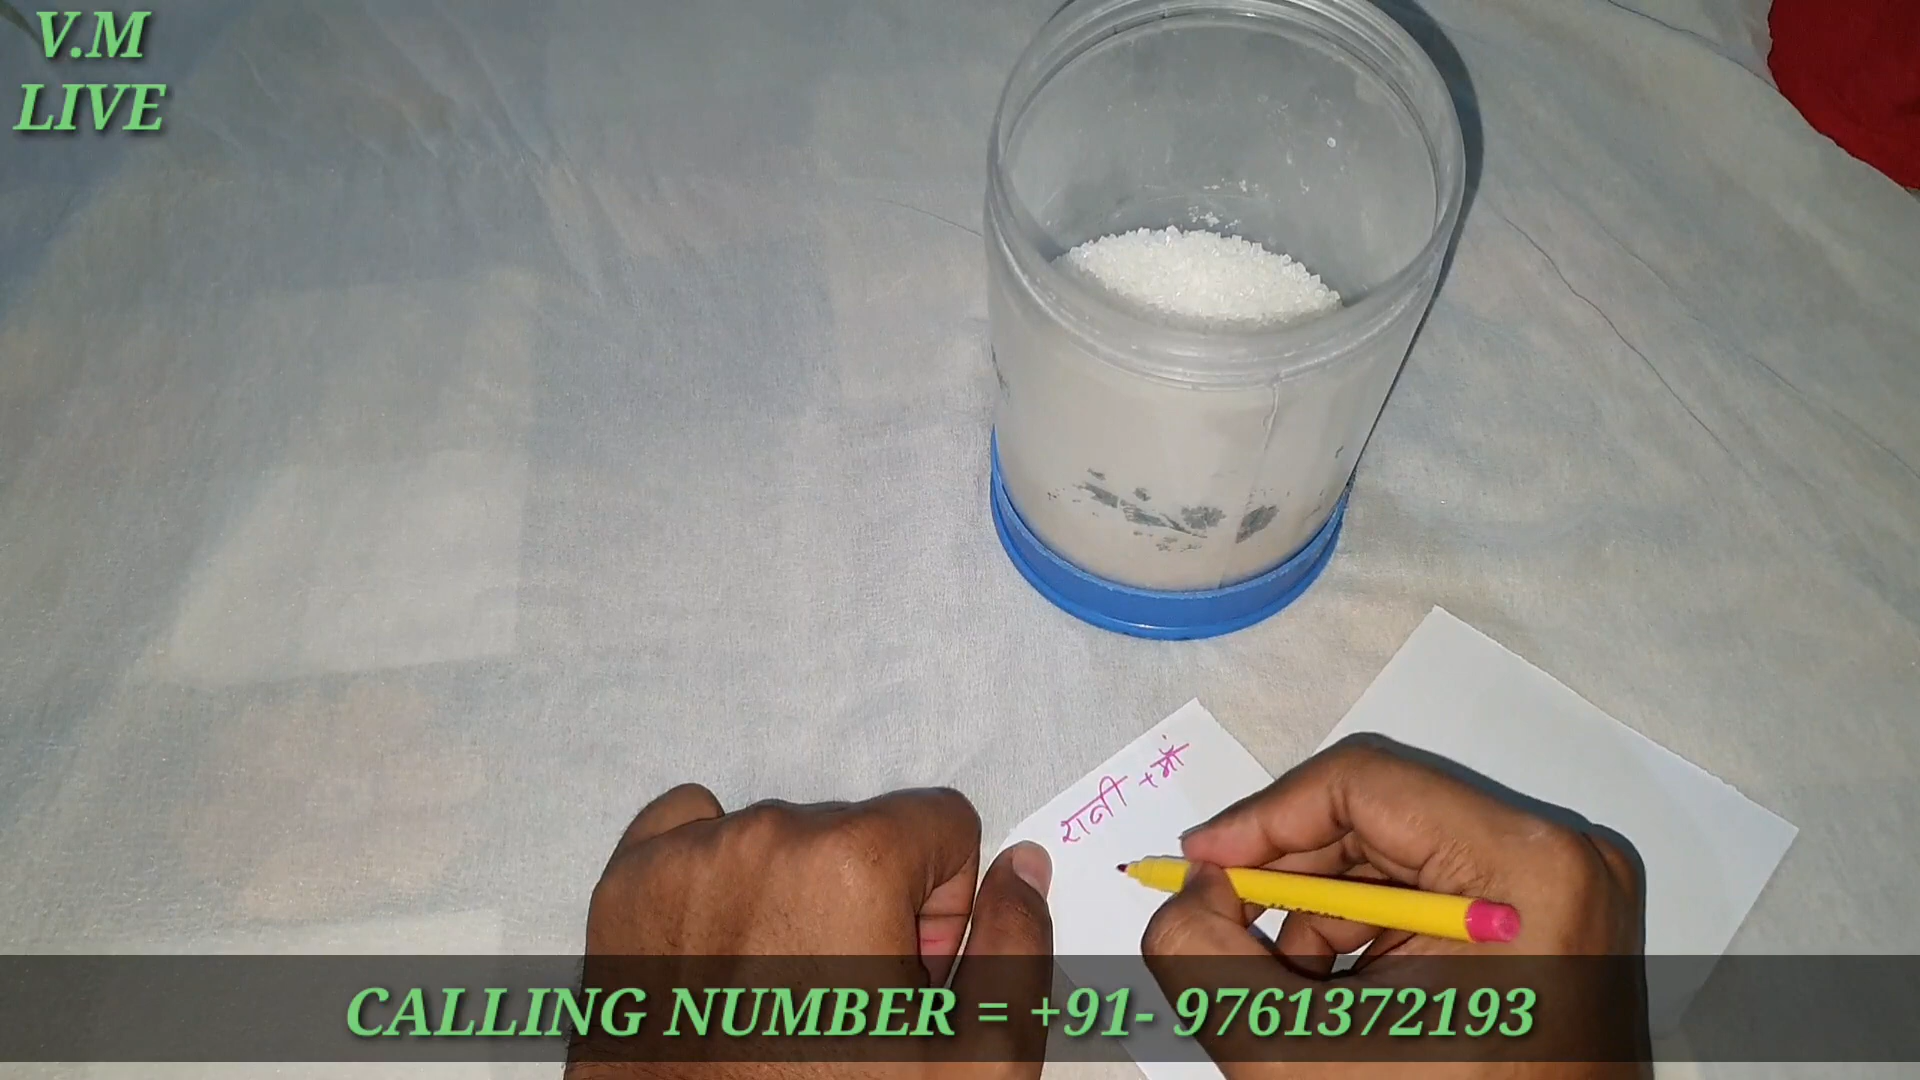 V.M
LIVE
रानी + माँ
CALLING NUMBER = +91- 9761372193